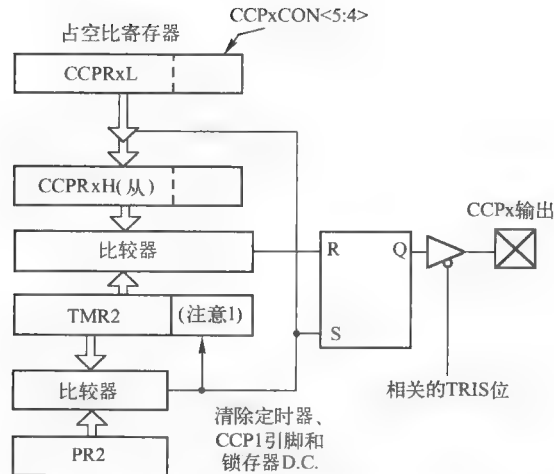 CCPxCON<5:4>
占空比寄存器
CCPRxL
CCPRxH(从)
CCPx输出
比较器
R
Q
TMR2
(注意1)
S
比较器
相关的TRIS位
清除定时器、
CCP1引脚和
锁存器D.C.
PR2